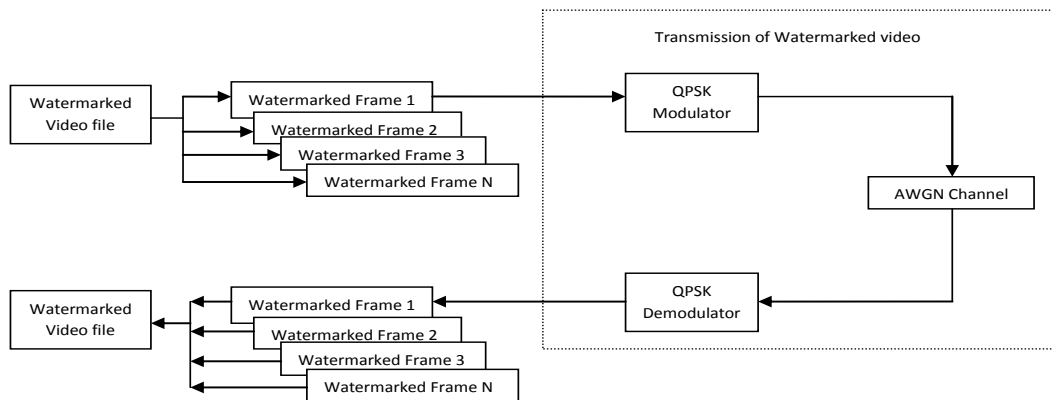 Transmission of Watermarked video
Watermarked
Video file
Watermarked Frame 1
Watermarked Frame 2
Watermarked Frame 3
Watermarked Frame N
QPSK
Modulator
AWGN Channel
Watermarked
Video file
Watermarked Frame 1
Watermarked Frame 2
Watermarked Frame 3
Watermarked Frame N
QPSK
Demodulator